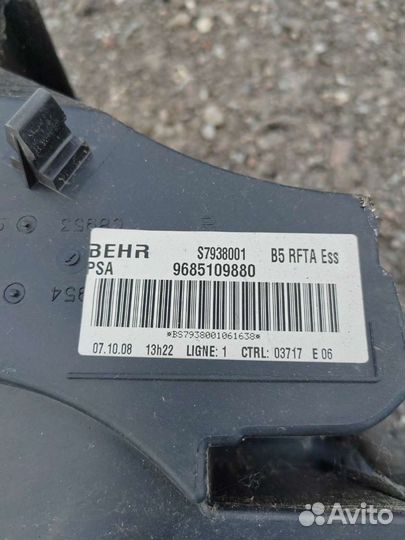 BEHR S7938001 B5 RFTA Ess
PSA 9685109880
*BS7938001061638*
07.10.08 13h22 LIGNE: 1 CTRL: 03717 E 06
Avito